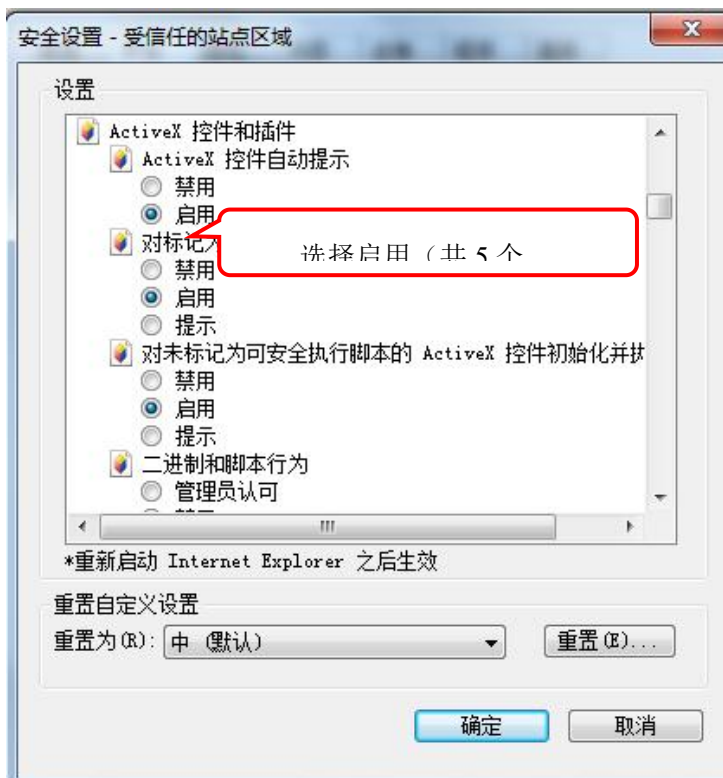 安全设置 - 受信任的站点区域
设置
ActiveX 控件和插件
ActiveX 控件自动提示
禁用
启用
对标记为
选择启用（共 5 个
禁用
启用
提示
对未标记为可安全执行脚本的 ActiveX 控件初始化并执
禁用
启用
提示
二进制和脚本行为
管理员认可
*重新启动 Internet Explorer 之后生效
重置自定义设置
重置为(R): 中 (默认)
重置(E)...
确定
取消